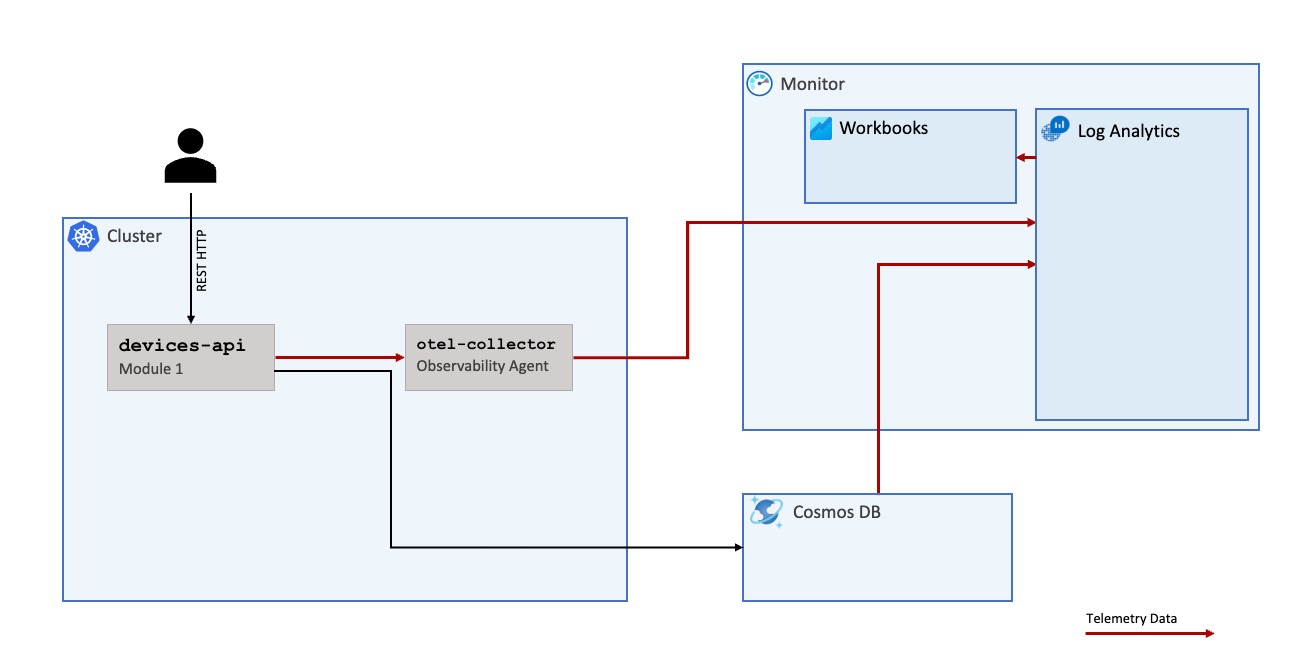 Monitor
Workbooks
Log Analytics
Cluster
REST HTTP
devices-api
Module 1
otel-collector
Observability Agent
Cosmos DB
Telemetry Data